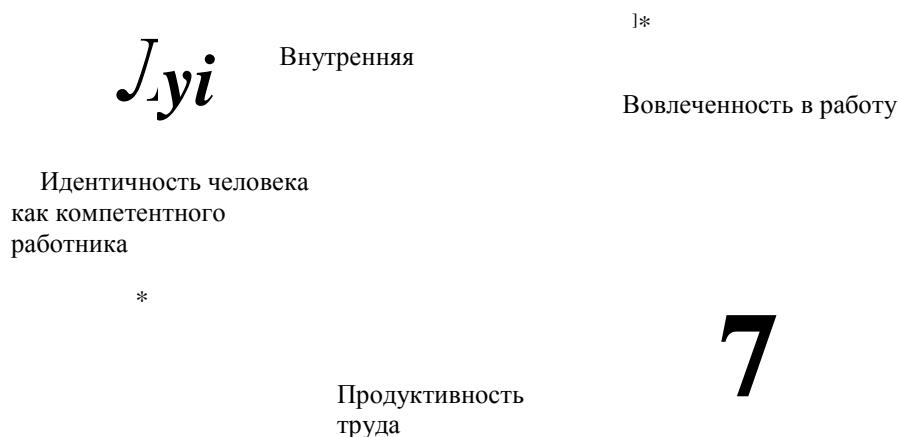 ]*
Внутренняя
Вовлеченность в работу
Идентичность человека
как компетентного
работника
*
7
Продуктивность
труда